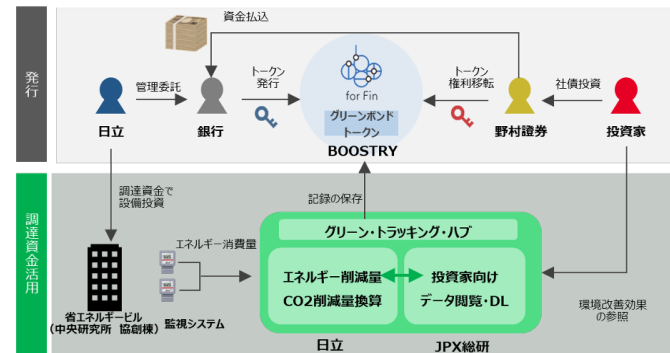 発行
資金払込
管理委託
トークン
発行
for Fin
グリーンボンド
トークン
BOOSTRY
トークン
権利移転
社債投資
日立
銀行
野村證券
投資家
調達資金活用
調達資金で
設備投資
記録の保存
エネルギー消費量
グリーン・トラッキング・ハブ
エネルギー削減量
CO2削減量換算
投資家向け
データ閲覧・DL
環境改善効果
の参照
省エネルギービル
(中央研究所 協創棟)
監視システム
日立
JPX総研